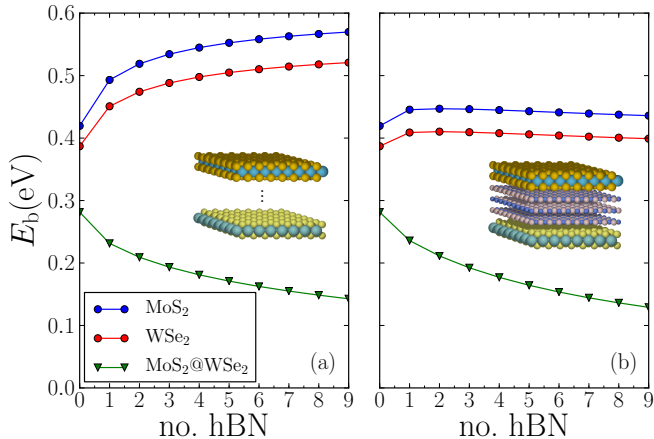 0.6
0.5
0.4
0.3
0.2
0.1
0.0
E_b(eV)
MoS₂
WSe₂
MoS₂@WSe₂
(a)
0 1 2 3 4 5 6 7 8 9
no. hBN
(b)
0 1 2 3 4 5 6 7 8 9
no. hBN